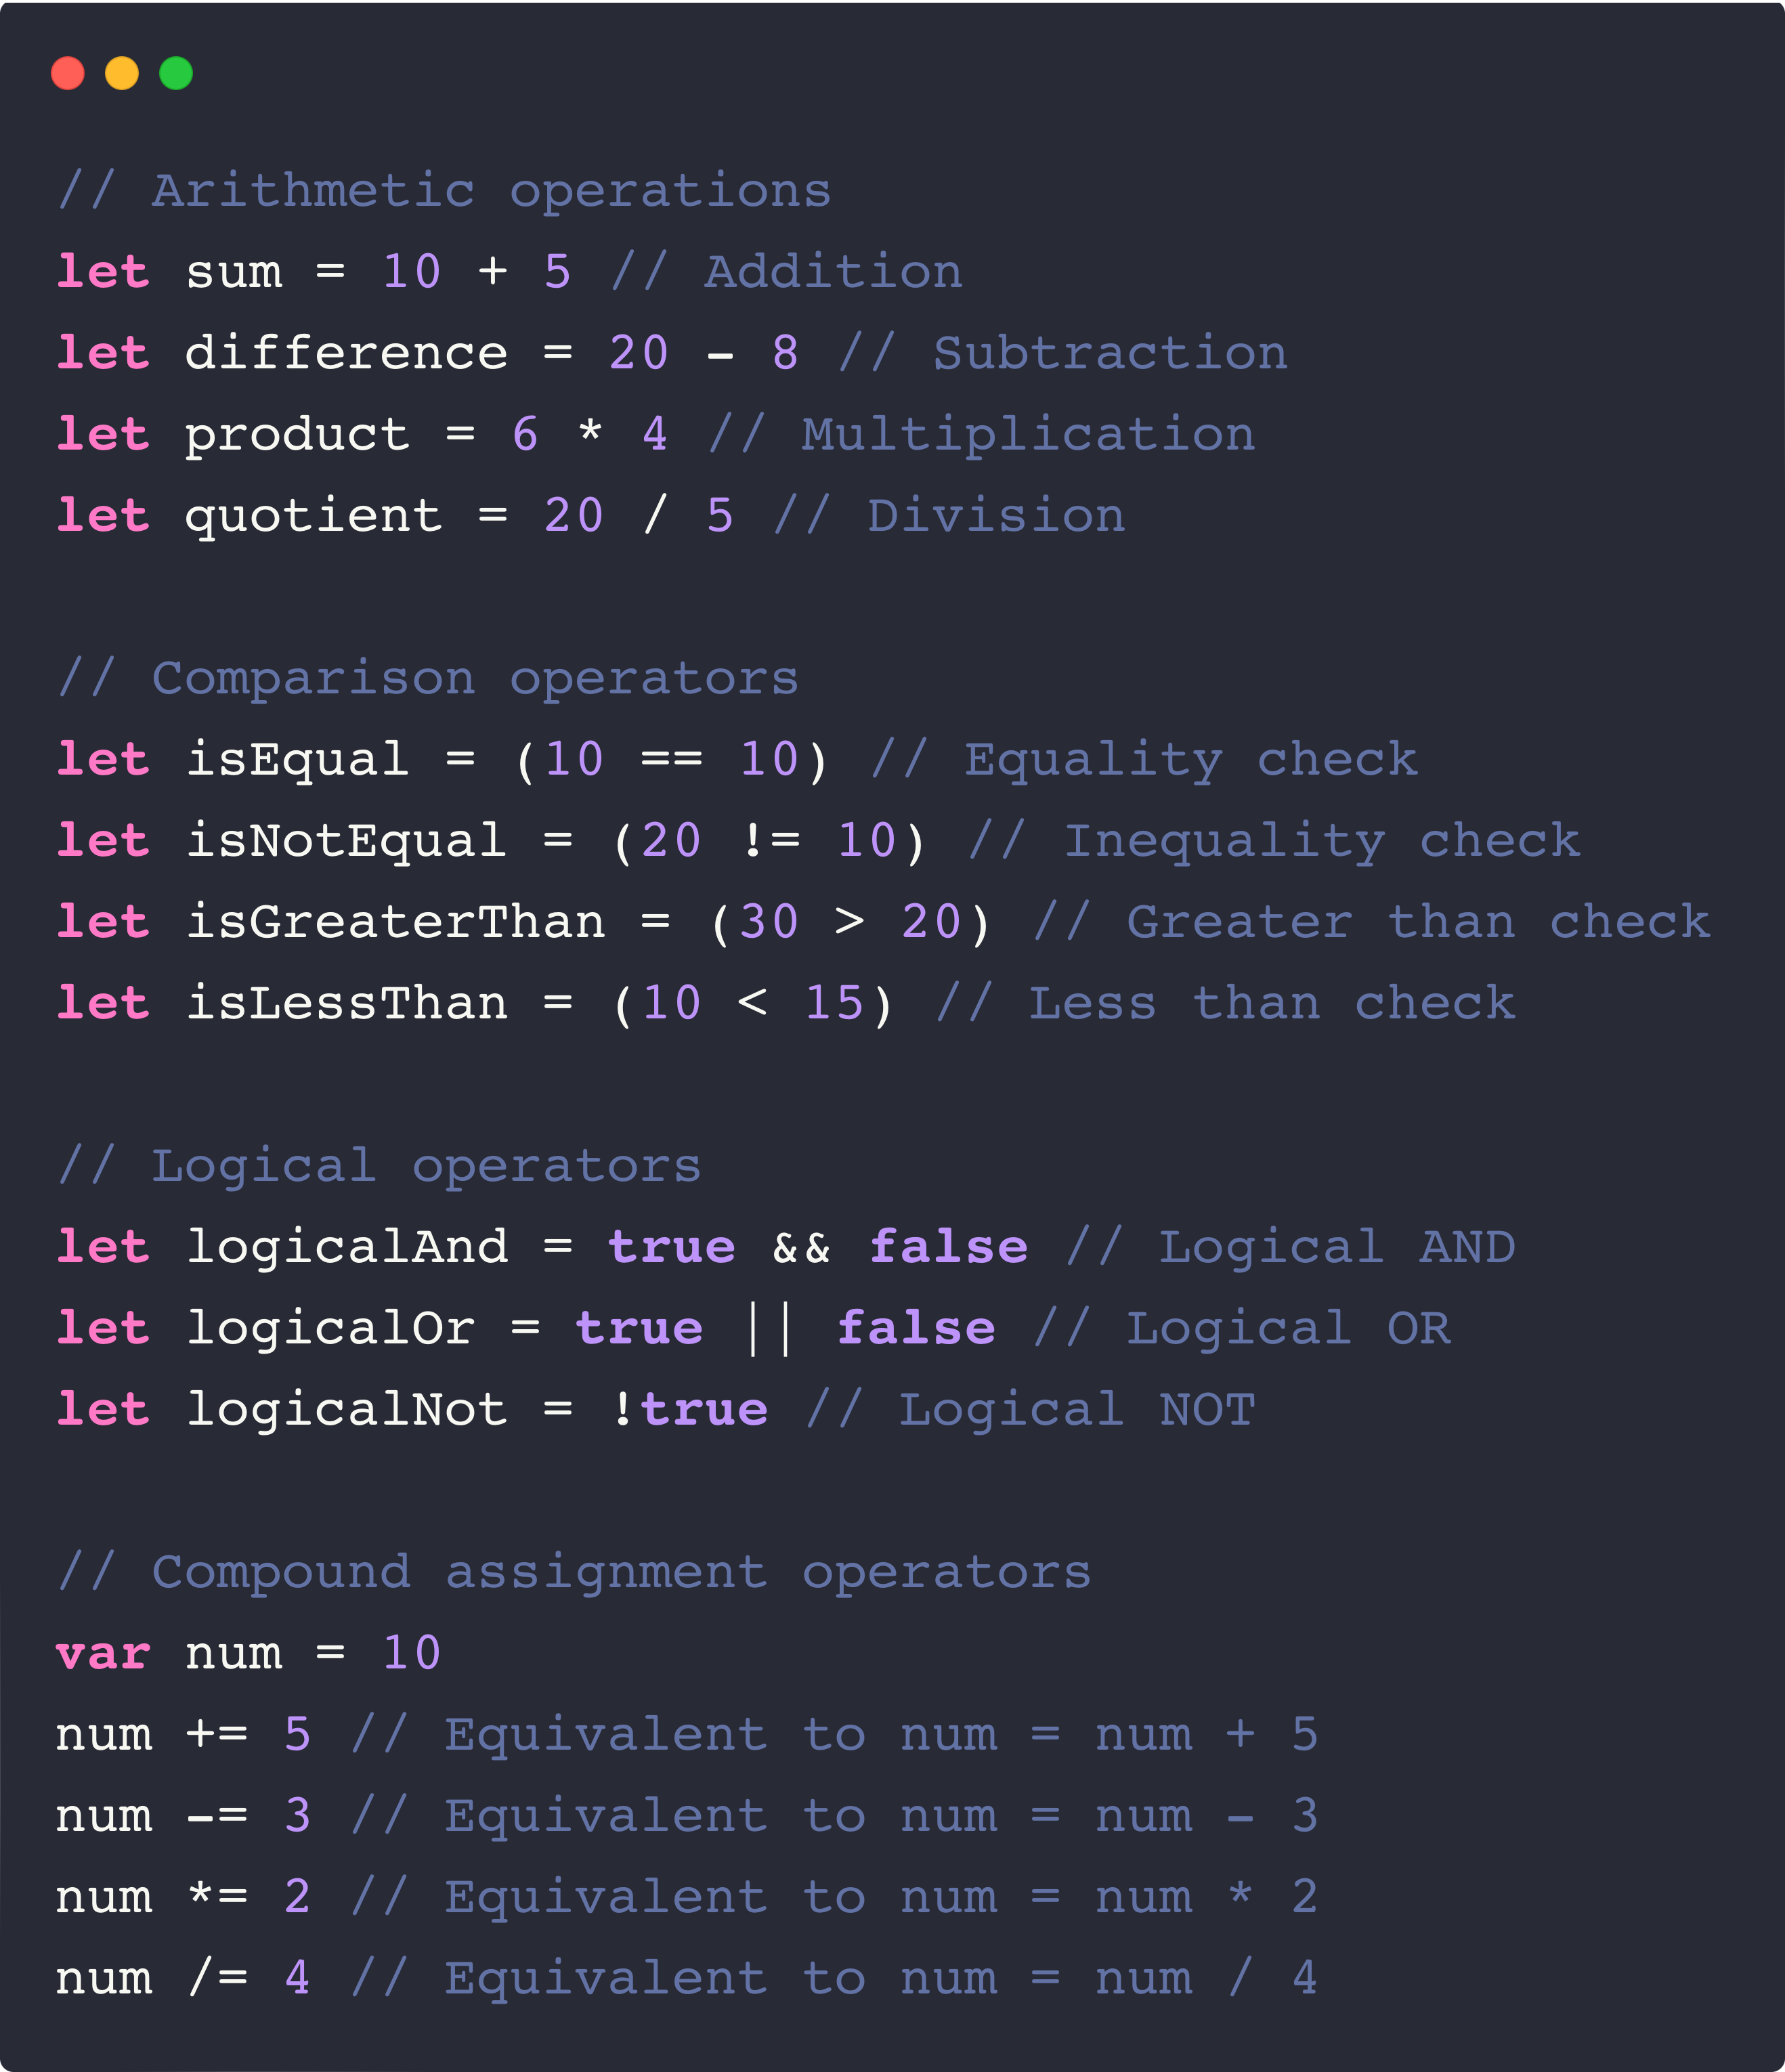 // Arithmetic operations
let sum = 10 + 5 // Addition
let difference = 20 - 8 // Subtraction
let product = 6 * 4 // Multiplication
let quotient = 20 / 5 // Division
// Comparison operators
let isEqual = (10 == 10) // Equality check
let isNotEqual = (20 != 10) // Inequality check
let isGreaterThan = (30 > 20) // Greater than check
let isLessThan = (10 < 15) // Less than check
// Logical operators
let logicalAnd = true && false // Logical AND
let logicalOr = true || false // Logical OR
let logicalNot = !true // Logical NOT
// Compound assignment operators
var num = 10
num += 5 // Equivalent to num = num + 5
num -= 3 // Equivalent to num = num - 3
num *= 2 // Equivalent to num = num * 2
num /= 4 // Equivalent to num = num / 4